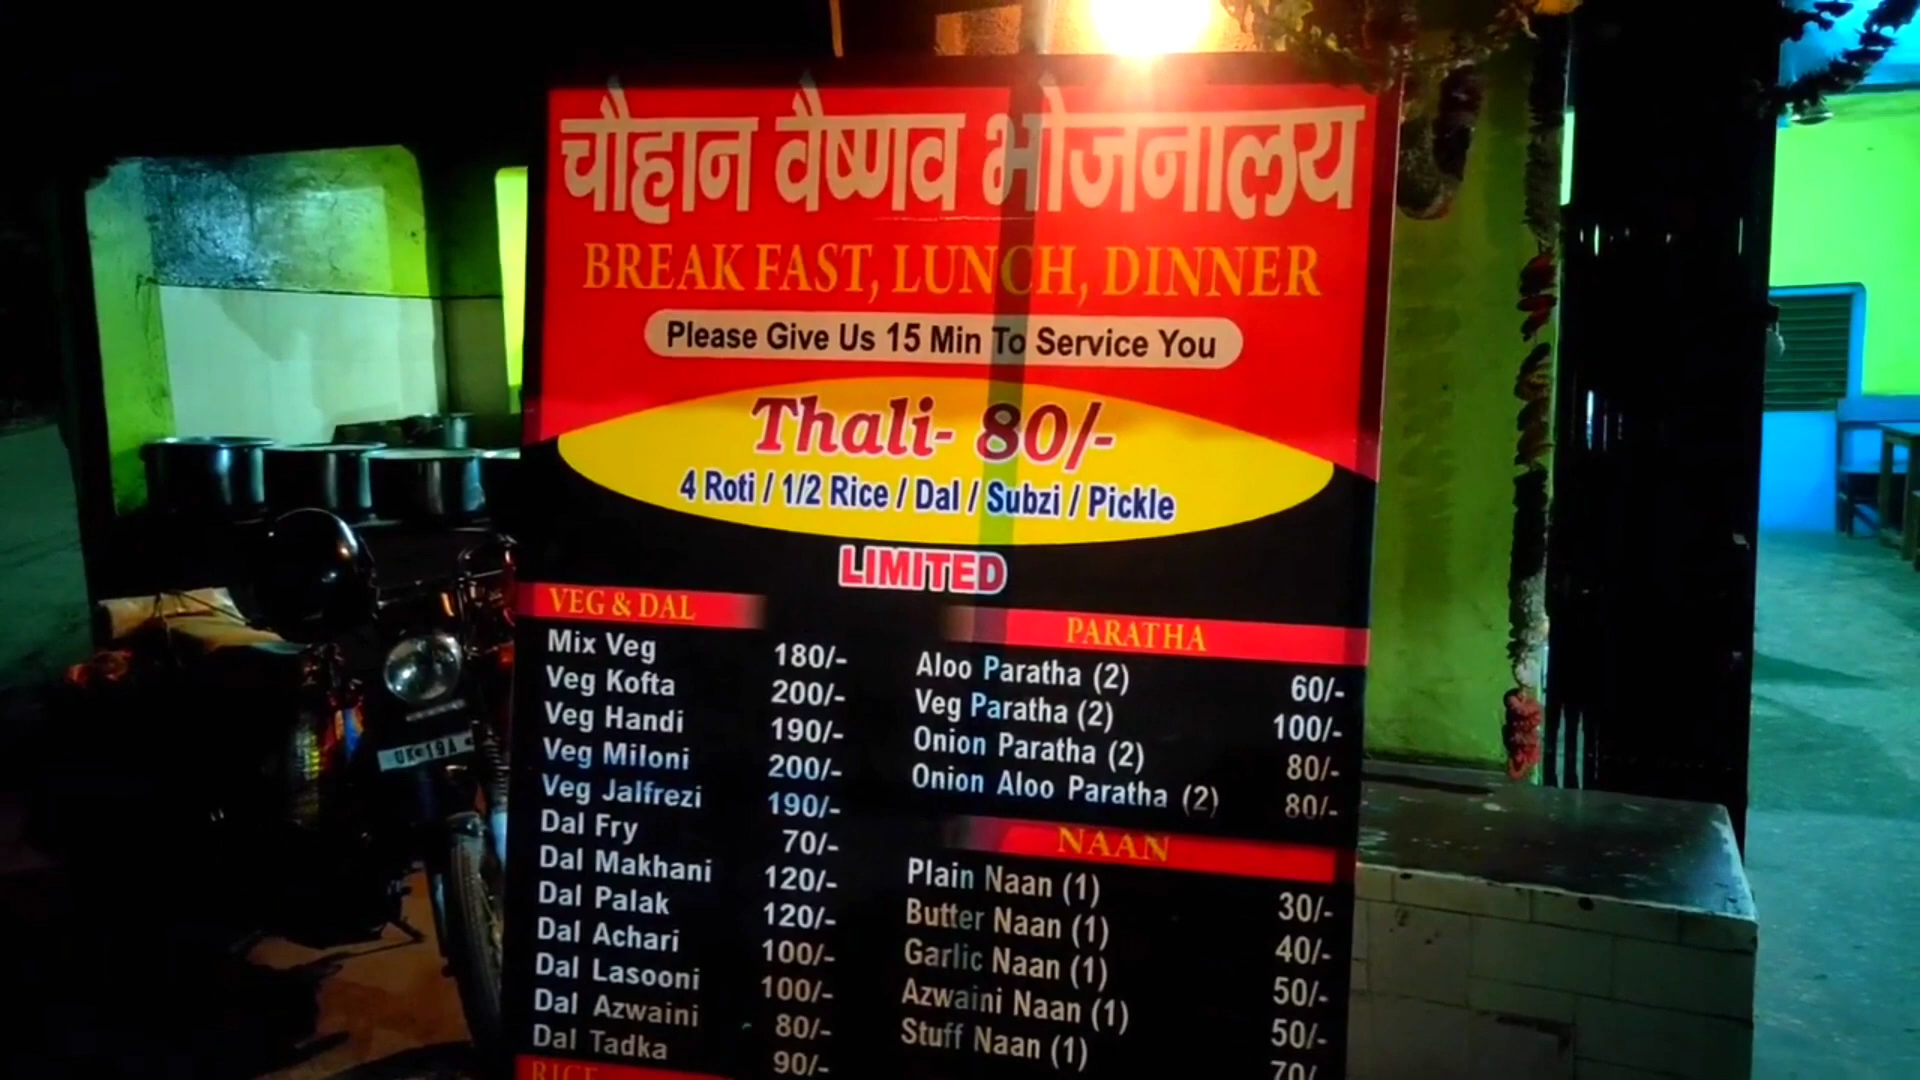 चौहान वैष्णव भोजनालय
BREAK FAST, LUNCH, DINNER
Please Give Us 15 Min To Service You
Thali- 80/-
4 Roti / 1/2 Rice / Dal / Subzi / Pickle
LIMITED
VEG & DAL
Mix Veg 180/-
Veg Kofta 200/-
Veg Handi 190/-
Veg Miloni 200/-
Veg Jalfrezi 190/-
Dal Fry 70/-
Dal Makhani 120/-
Dal Palak 120/-
Dal Achari 100/-
Dal Lasooni 100/-
Dal Azwaini 80/-
Dal Tadka 90/-
RICE
PARATHA
Aloo Paratha (2) 60/-
Veg Paratha (2) 100/-
Onion Paratha (2) 80/-
Onion Aloo Paratha (2) 80/-
NAAN
Plain Naan (1) 30/-
Butter Naan (1) 40/-
Garlic Naan (1) 50/-
Azwaini Naan (1) 50/-
Stuff Naan (1) 70/-
UK-19A